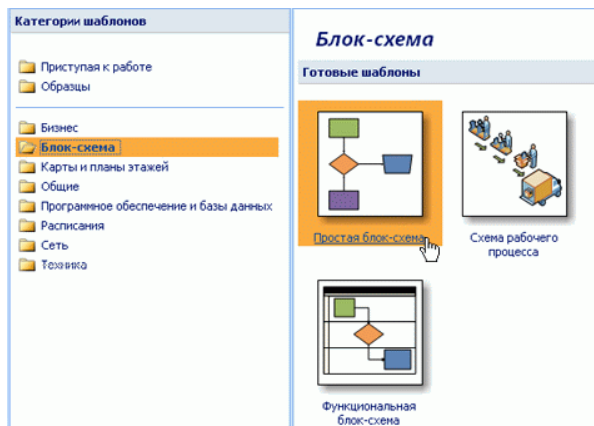 Категории шаблонов
Приступая к работе
Образцы
Бизнес
Блок-схема
Карты и планы этажей
Общие
Программное обеспечение и базы данных
Расписания
Сеть
Техника
Блок-схема
Готовые шаблоны
Простая блок-схема
Схема рабочего
процесса
Функциональная
блок-схема